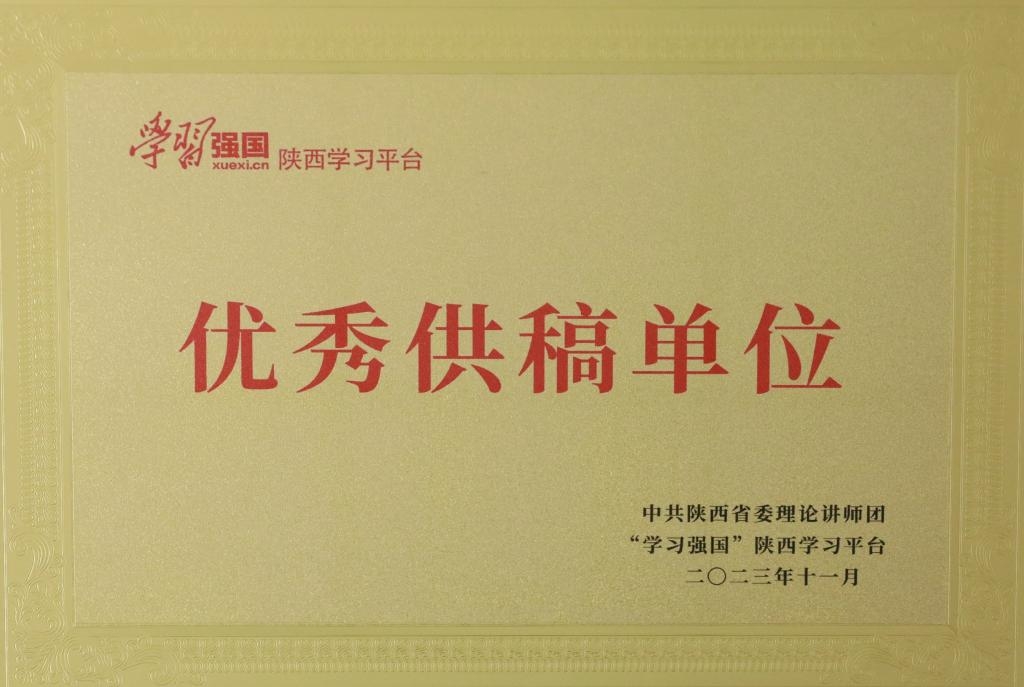 學習强国 陕西学习平台
xuexi.cn
优秀供稿单位
中共陕西省委理论讲师团
“学习强国”陕西学习平台
二〇二三年十一月